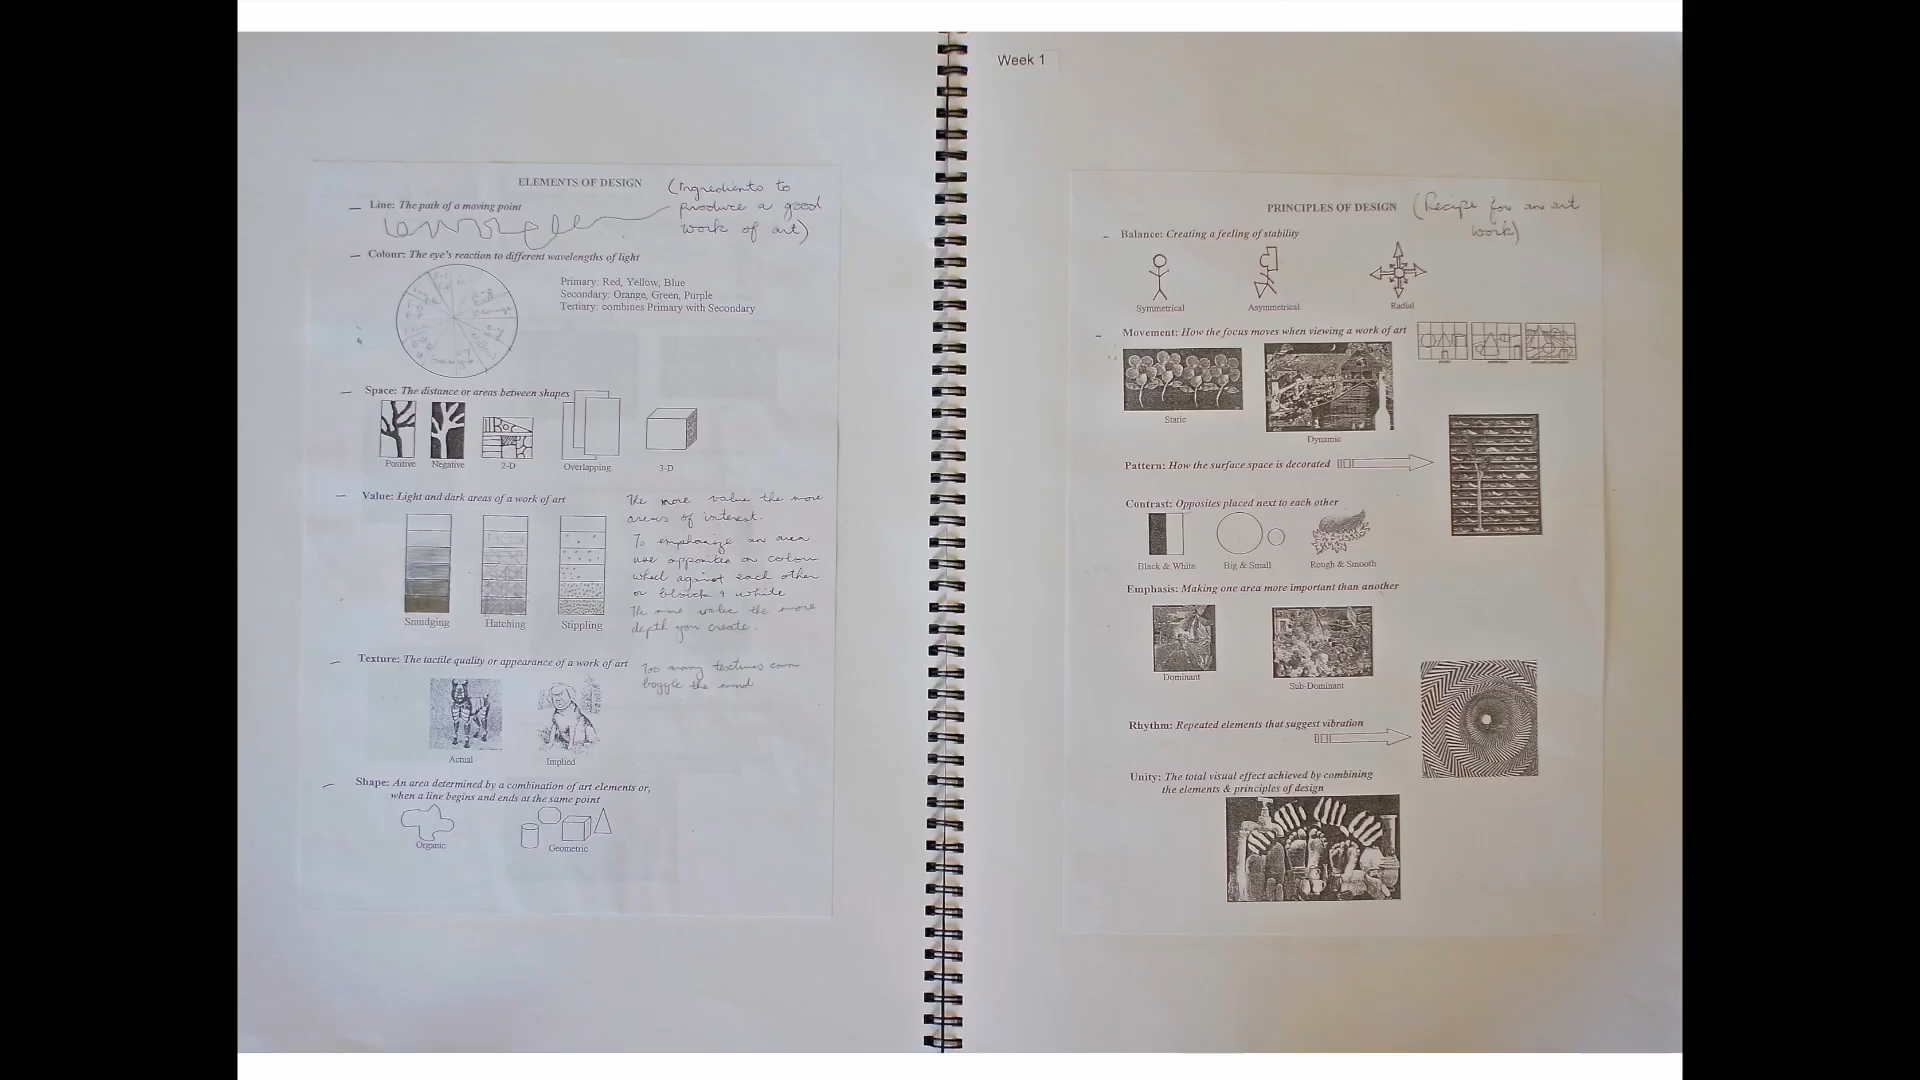 Week 1
ELEMENTS OF DESIGN
(Ingredients to
produce a good
work of art)
Line: The path of a moving point
Colour: The eye's reaction to different wavelengths of light
Primary: Red, Yellow, Blue
Secondary: Orange, Green, Purple
Tertiary: combines Primary with Secondary
Space: The distance or areas between shapes
Positive Negative 2-D Overlapping 3-D
Value: Light and dark areas of a work of art
The more value the more
areas of interest.
To emphasize an area
use opposites on colour
wheel against each other
or black & white
The more value the more
depth you create.
Smudging Hatching Stippling
Texture: The tactile quality or appearance of a work of art
Too many textures can
boggle the mind
Actual Implied
Shape: An area determined by a combination of art elements or,
when a line begins and ends at the same point
Organic Geometric
PRINCIPLES OF DESIGN
(Recipe for an art
work)
Balance: Creating a feeling of stability
Symmetrical Asymmetrical Radial
Movement: How the focus moves when viewing a work of art
Static
Dynamic
Pattern: How the surface space is decorated
Contrast: Opposites placed next to each other
Black & White Big & Small Rough & Smooth
Emphasis: Making one area more important than another
Dominant
Sub-Dominant
Rhythm: Repeated elements that suggest vibration
Unity: The total visual effect achieved by combining
the elements & principles of design